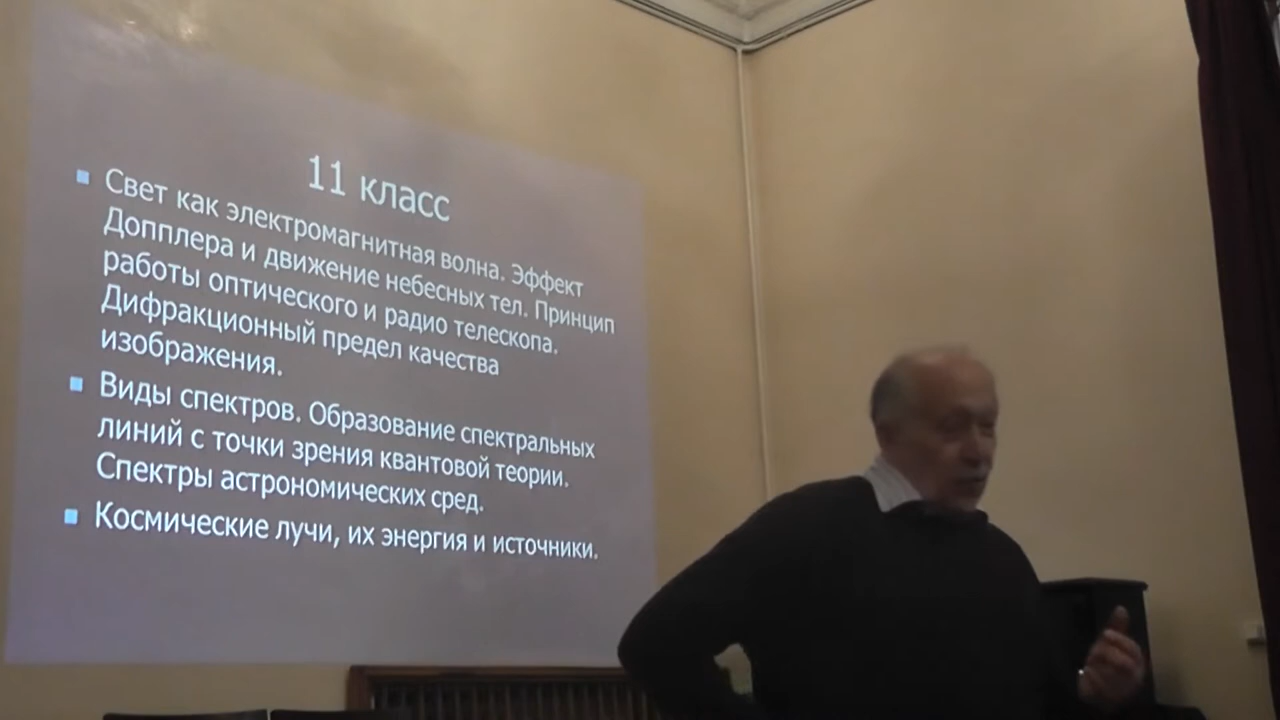 11 класс
▪ Свет как электромагнитная волна. Эффект
Допплера и движение небесных тел. Принцип
работы оптического и радио телескопа.
Дифракционный предел качества
изображения.
▪ Виды спектров. Образование спектральных
линий с точки зрения квантовой теории.
Спектры астрономических сред.
▪ Космические лучи, их энергия и источники.